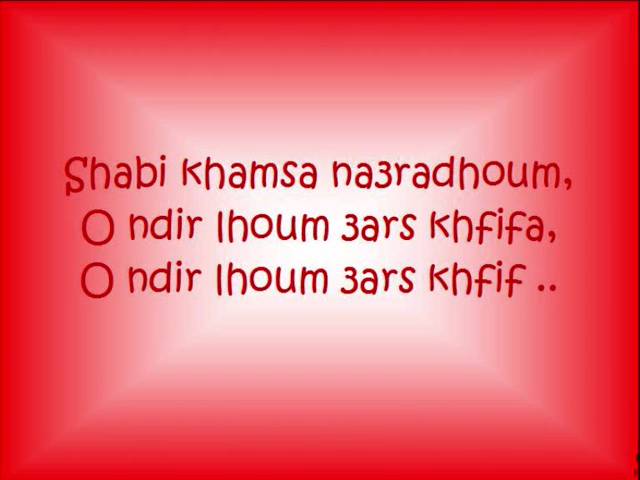 Shabi khamsa na3radhoum,
O ndir lhoum 3ars khfifa,
O ndir lhoum 3ars khfif ..